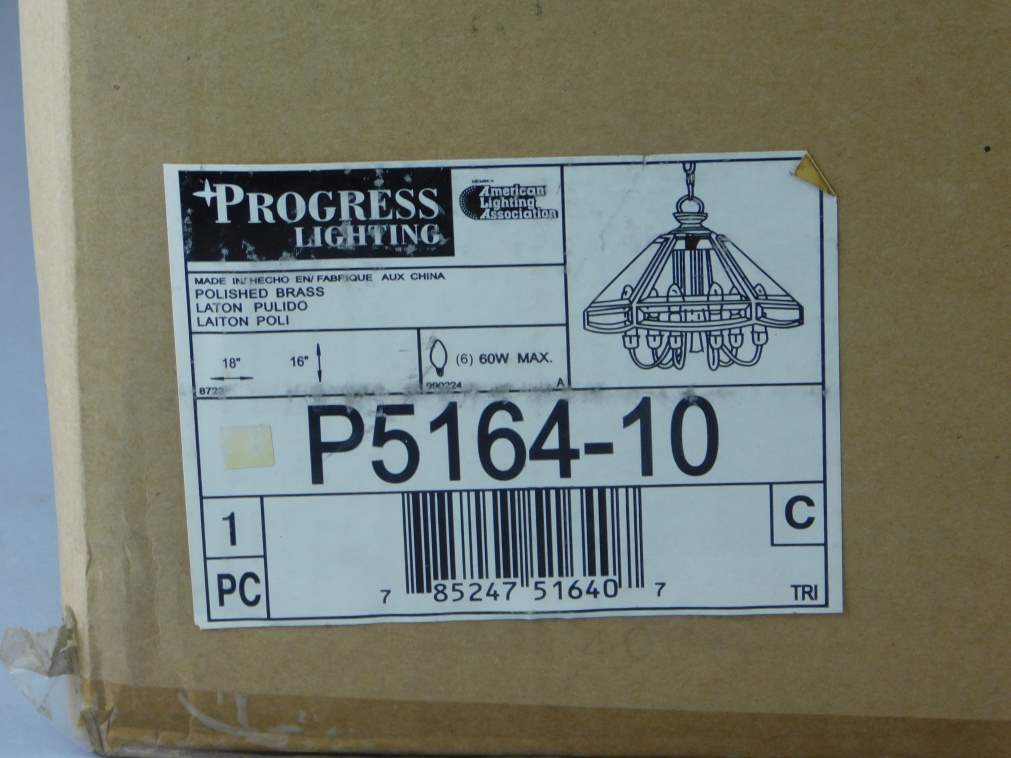 PROGRESS
LIGHTING
American
Lighting
Association
MADE IN/ HECHO EN/ FABRIQUE AUX CHINA
POLISHED BRASS
LATON PULIDO
LAITON POLI
18" 16"
(6) 60W MAX.
990224 A
P5164-10
1
PC
C
7 85247 51640 7
TRI